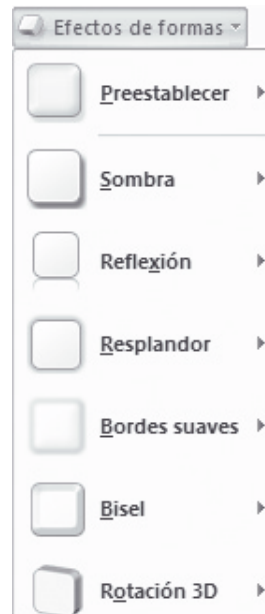 Efectos de formas
Preestablecer
Sombra
Reflexión
Resplandor
Bordes suaves
Bisel
Rotación 3D